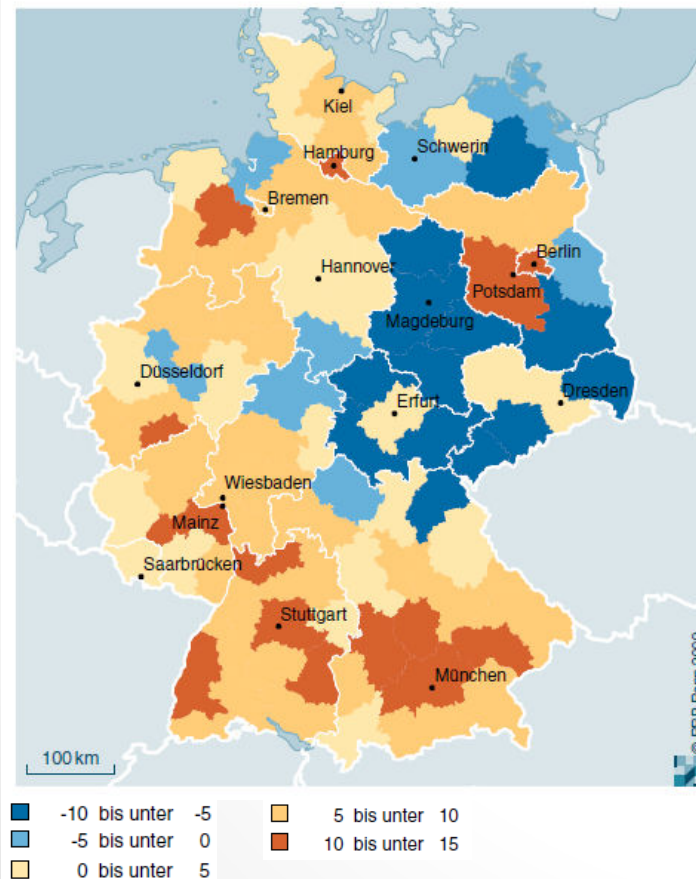 Kiel
Hamburg
Schwerin
Bremen
Berlin
Hannover
Potsdam
Magdeburg
Düsseldorf
Erfurt
Dresden
Wiesbaden
Mainz
Saarbrücken
Stuttgart
München
100 km
-10 bis unter -5
-5 bis unter 0
0 bis unter 5
5 bis unter 10
10 bis unter 15